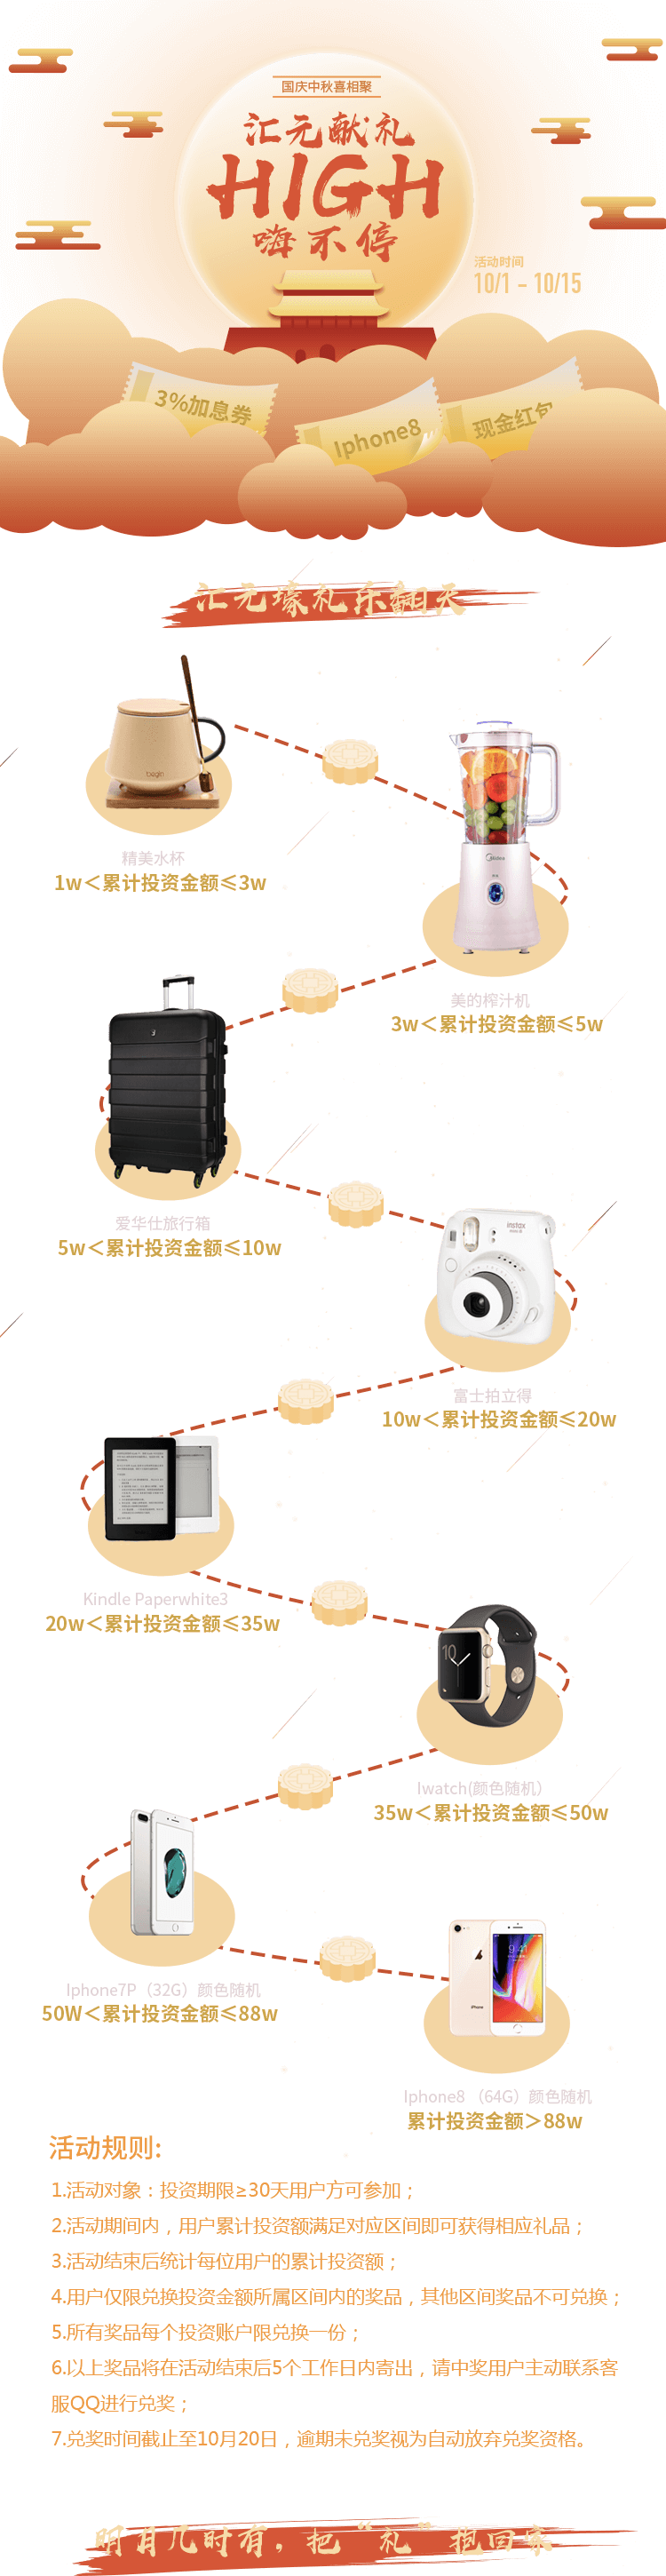 国庆中秋喜相聚
汇元献礼
HIGH
嗨不停
活动时间
10/1 - 10/15
3%加息券
Iphone8
现金红包
汇元壕礼乐翻天
begin
精美水杯
1w＜累计投资金额≤3w
Midea
美的榨汁机
3w＜累计投资金额≤5w
爱华仕旅行箱
5w＜累计投资金额≤10w
instax
富士拍立得
10w＜累计投资金额≤20w
Kindle Paperwhite3
20w＜累计投资金额≤35w
10
Iwatch(颜色随机）
35w＜累计投资金额≤50w
Iphone7P（32G）颜色随机
50W＜累计投资金额≤88w
9:41
iPhone
Iphone8 （64G）颜色随机
累计投资金额＞88w
活动规则:
1.活动对象：投资期限≥30天用户方可参加；
2.活动期间内，用户累计投资额满足对应区间即可获得相应礼品；
3.活动结束后统计每位用户的累计投资额；
4.用户仅限兑换投资金额所属区间内的奖品，其他区间奖品不可兑换；
5.所有奖品每个投资账户限兑换一份；
6.以上奖品将在活动结束后5个工作日内寄出，请中奖用户主动联系客
服QQ进行兑奖；
7.兑奖时间截止至10月20日，逾期未兑奖视为自动放弃兑奖资格。
明月几时有，把“礼”抱回家